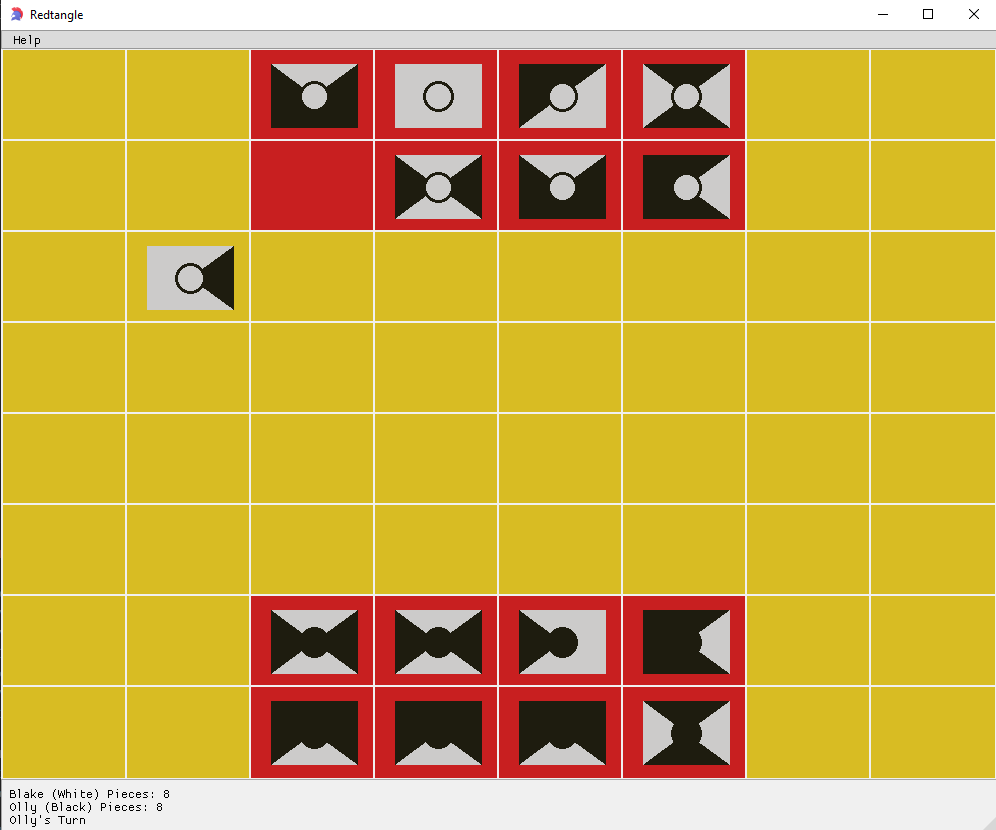 Redtangle
Help
Blake (White) Pieces: 8
Olly (Black) Pieces: 8
Olly's Turn